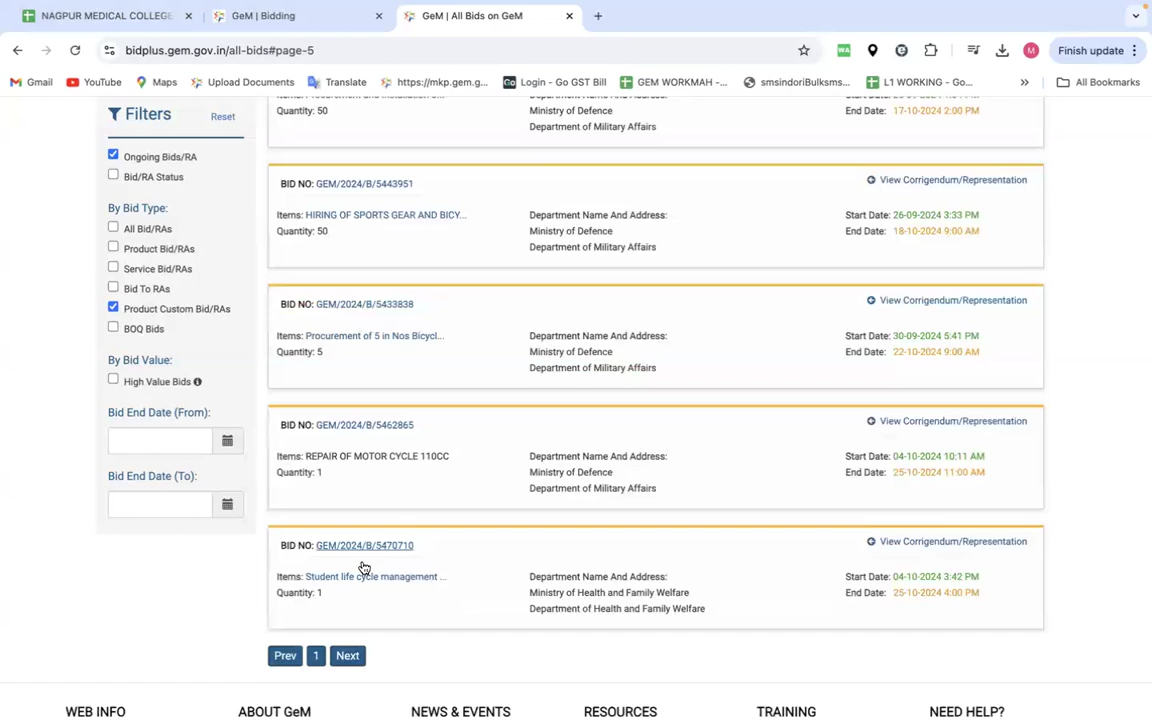 NAGPUR MEDICAL COLLEGE
GeM | Bidding
GeM | All Bids on GeM
bidplus.gem.gov.in/all-bids#page-5
WA
M
Finish update
Gmail
YouTube
Maps
Upload Documents
Translate
https://mkp.gem.g...
Login - Go GST Bill
GEM WORKMAH –...
smsindoriBulksms...
L1 WORKING - Go...
»
All Bookmarks
Filters
Reset
Ongoing Bids/RA
Bid/RA Status
By Bid Type:
All Bid/RAs
Product Bid/RAs
Service Bid/RAs
Bid To RAs
Product Custom Bid/RAs
BOQ Bids
By Bid Value:
High Value Bids
Bid End Date (From):
Bid End Date (To):
Quantity: 50
Ministry of Defence
Department of Military Affairs
End Date: 17-10-2024 2:00 PM
BID NO: GEM/2024/B/5443951
View Corrigendum/Representation
Items: HIRING OF SPORTS GEAR AND BICY...
Quantity: 50
Department Name And Address:
Ministry of Defence
Department of Military Affairs
Start Date: 26-09-2024 3:33 PM
End Date: 18-10-2024 9:00 AM
BID NO: GEM/2024/B/5433838
View Corrigendum/Representation
Items: Procurement of 5 in Nos Bicycl...
Quantity: 5
Department Name And Address:
Ministry of Defence
Department of Military Affairs
Start Date: 30-09-2024 5:41 PM
End Date: 22-10-2024 9:00 AM
BID NO: GEM/2024/B/5462865
View Corrigendum/Representation
Items: REPAIR OF MOTOR CYCLE 110CC
Quantity: 1
Department Name And Address:
Ministry of Defence
Department of Military Affairs
Start Date: 04-10-2024 10:11 AM
End Date: 25-10-2024 11:00 AM
BID NO: GEM/2024/B/5470710
View Corrigendum/Representation
Items: Student life cycle management ...
Quantity: 1
Department Name And Address:
Ministry of Health and Family Welfare
Department of Health and Family Welfare
Start Date: 04-10-2024 3:42 PM
End Date: 25-10-2024 4:00 PM
Prev
1
Next
WEB INFO
ABOUT GeM
NEWS & EVENTS
RESOURCES
TRAINING
NEED HELP?